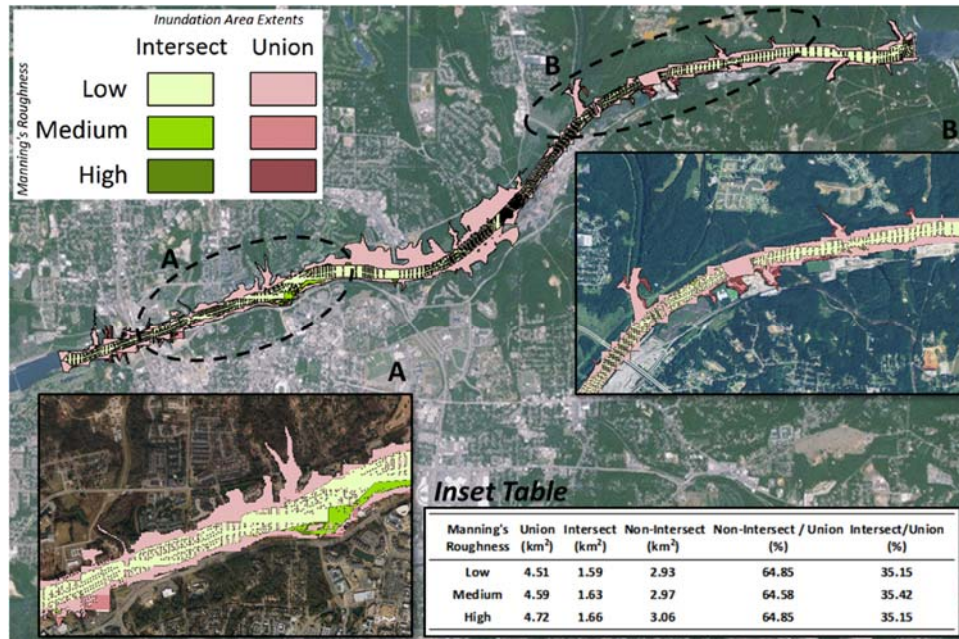 Inundation Area Extents
Intersect Union
Manning's Roughness
Low
Medium
High
B
B
A
A
Inset Table
Manning's Roughness Union (km²) Intersect (km²) Non-Intersect (km²) Non-Intersect / Union (%) Intersect/Union (%)
Low 4.51 1.59 2.93 64.85 35.15
Medium 4.59 1.63 2.97 64.58 35.42
High 4.72 1.66 3.06 64.85 35.15